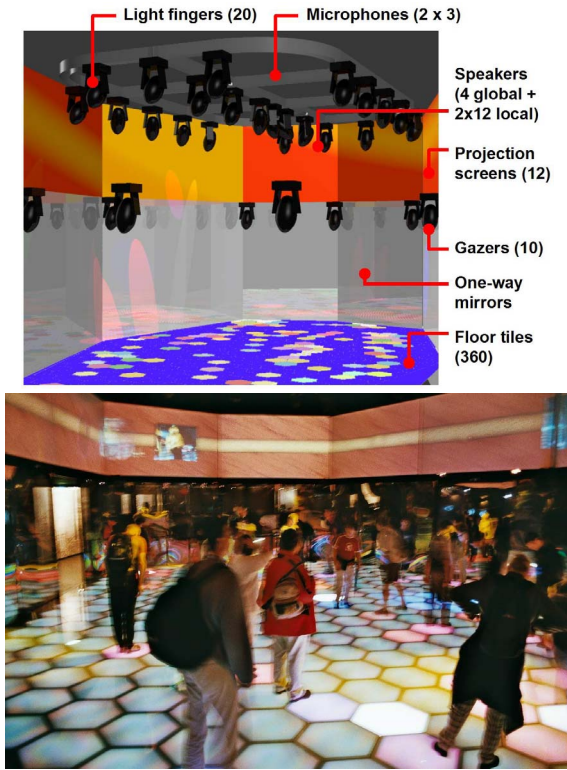 Light fingers (20)
Microphones (2 x 3)
Speakers
(4 global +
2x12 local)
Projection
screens (12)
Gazers (10)
One-way
mirrors
Floor tiles
(360)